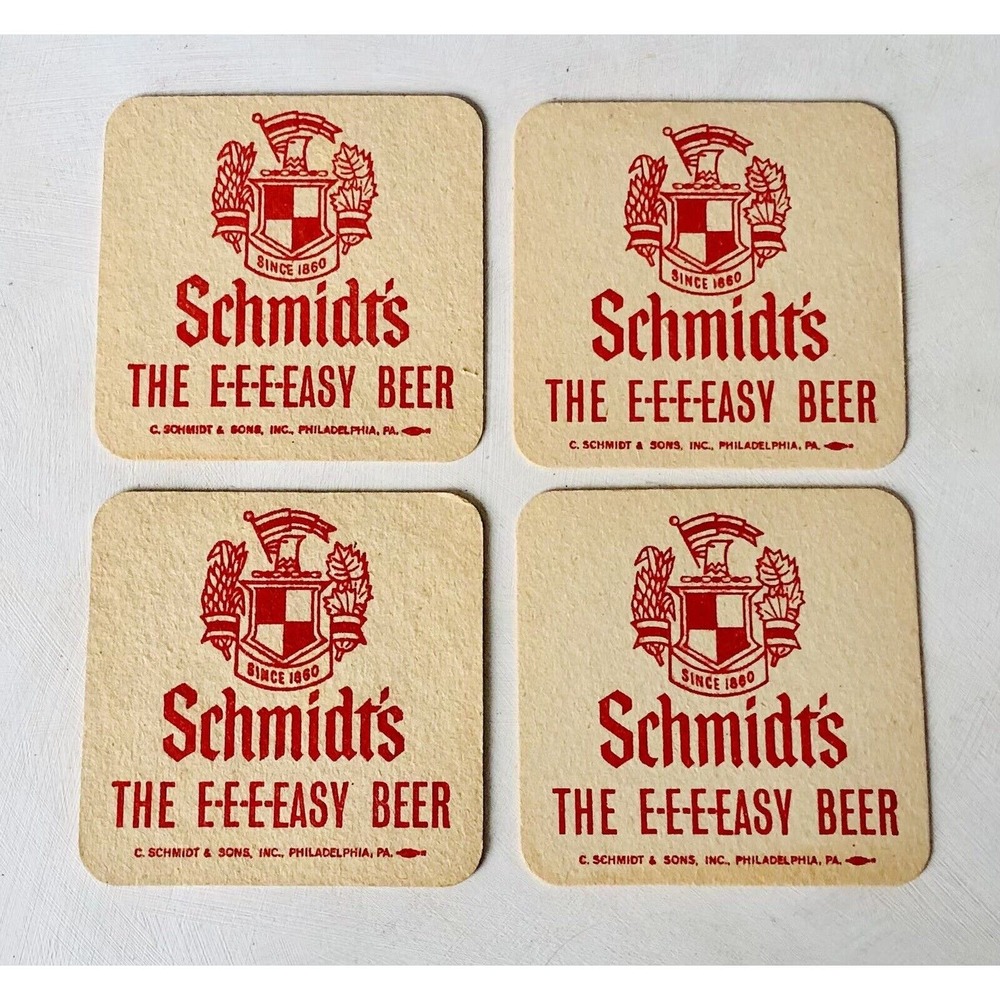 SINCE 1860
Schmidt's
THE E-E-E-EASY BEER
C. SCHMIDT & SONS, INC., PHILADELPHIA, PA.
SINCE 1860
Schmidt's
THE E-E-E-EASY BEER
C. SCHMIDT & SONS, INC., PHILADELPHIA, PA.
SINCE 1860
Schmidt's
THE E-E-E-EASY BEER
C. SCHMIDT & SONS, INC., PHILADELPHIA, PA.
SINCE 1860
Schmidt's
THE E-E-E-EASY BEER
C. SCHMIDT & SONS, INC., PHILADELPHIA, PA.